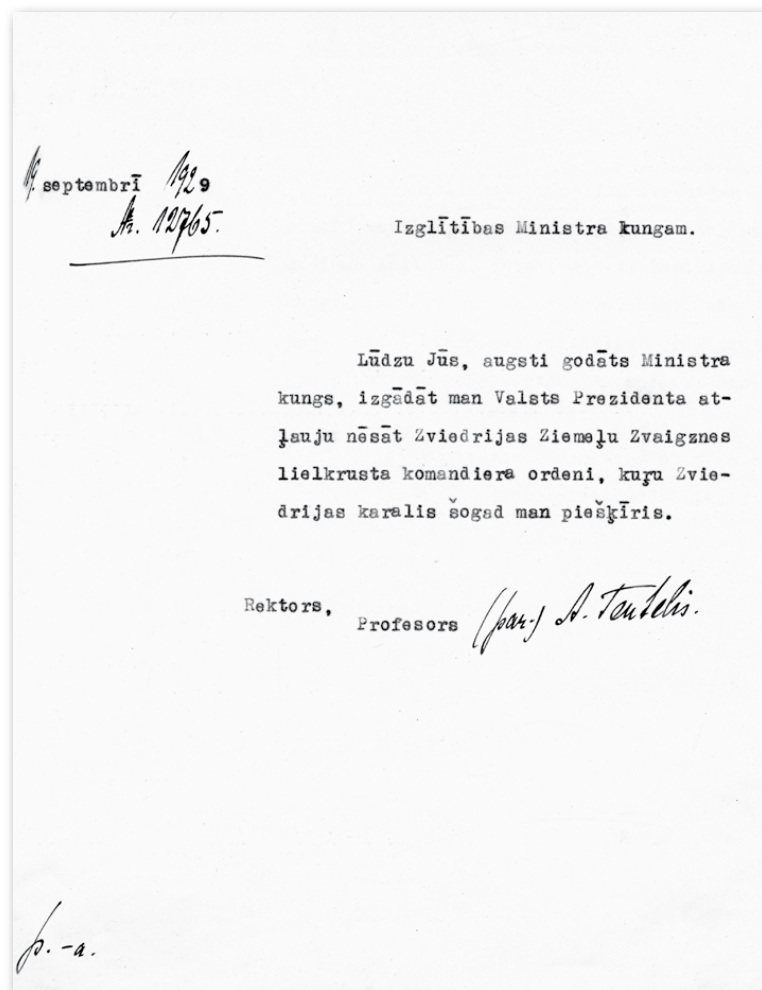 19. septembrī 1929
Nr. 12765.
Izglītības Ministra kungam.
Lūdzu Jūs, augsti godāts Ministra
kungs, izgādāt man Valsts Prezidenta at-
ļauju nēsāt Zviedrijas Ziemeļu Zvaigznes
lielkrusta komandiera ordeni, kuŗu Zvie-
drijas karalis šogad man piešķīris.
Rektors,
Profesors (par.) A. Tentelis.
p. -a.